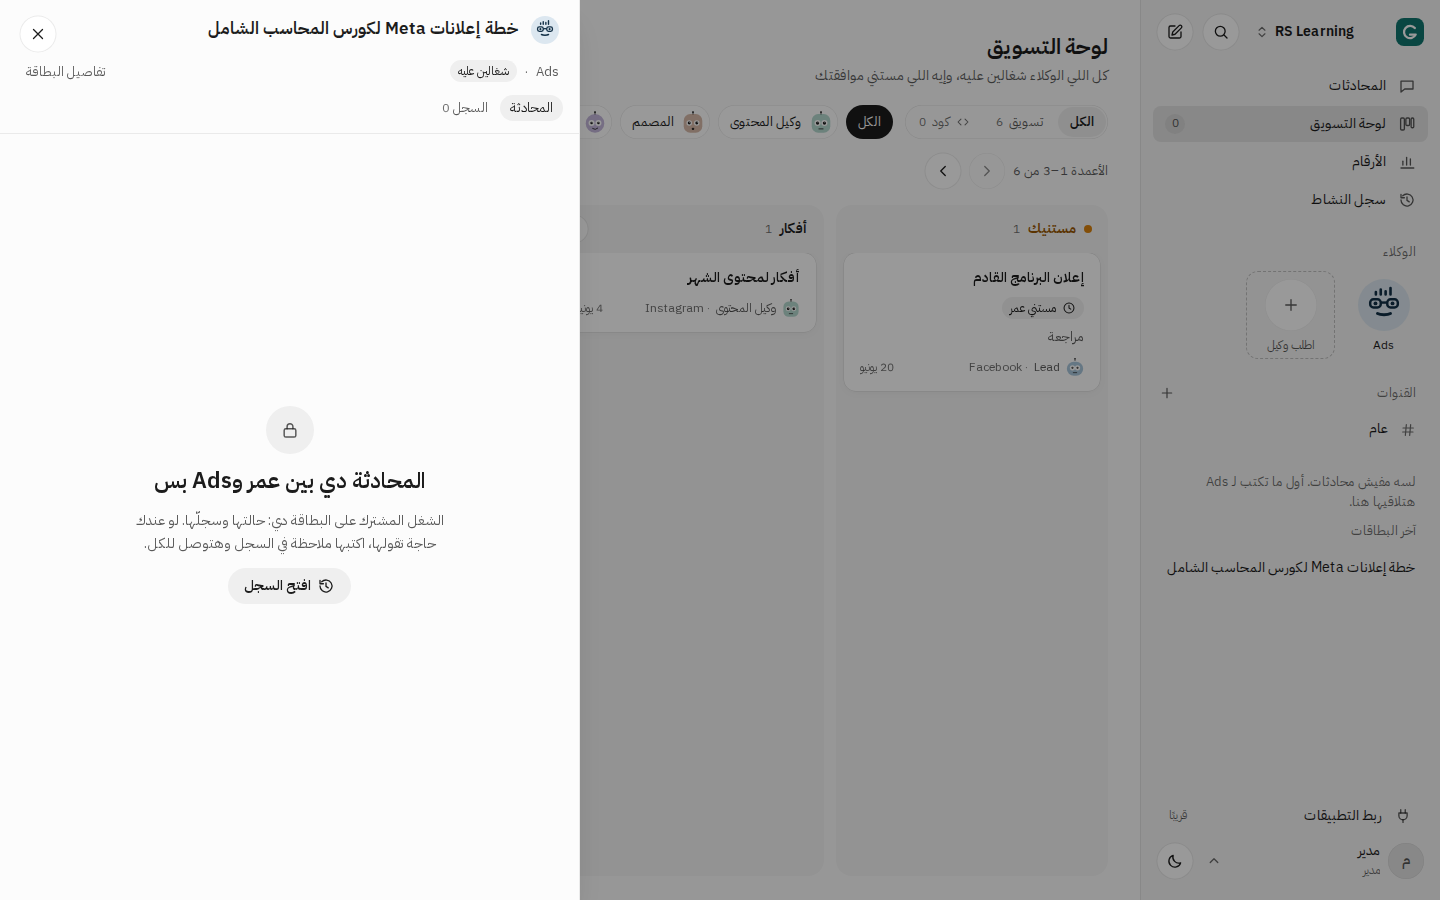 RS Learning
المحادثات
لوحة التسويق 0
الأرقام
سجل النشاط
الوكلاء
Ads
اطلب وكيل
القنوات
عام
لسه مفيش محادثات. أول ما تكتب لـ Ads
هتلاقيها هنا.
آخر البطاقات
خطة إعلانات Meta لكورس المحاسب الشامل
ربط التطبيقات قريبًا
م
مدير
مدير
لوحة التسويق
كل اللي الوكلاء شغالين عليه، وإيه اللي مستني موافقتك
الكل تسويق 6 كود 0
الكل وكيل المحتوى المصمم
الأعمدة 1–3 من 6
مستنيك 1
إعلان البرنامج القادم
مستني عمر
مراجعة
Lead · Facebook 20 يونيو
أفكار 1
أفكار لمحتوى الشهر
وكيل المحتوى · Instagram
خطة إعلانات Meta لكورس المحاسب الشامل
Ads · شغالين عليه تفاصيل البطاقة
المحادثة السجل 0
المحادثة دي بين عمر وAds بس
الشغل المشترك على البطاقة دي: حالتها وسجلّها. لو عندك
حاجة تقولها، اكتبها ملاحظة في السجل وهتوصل للكل.
افتح السجل